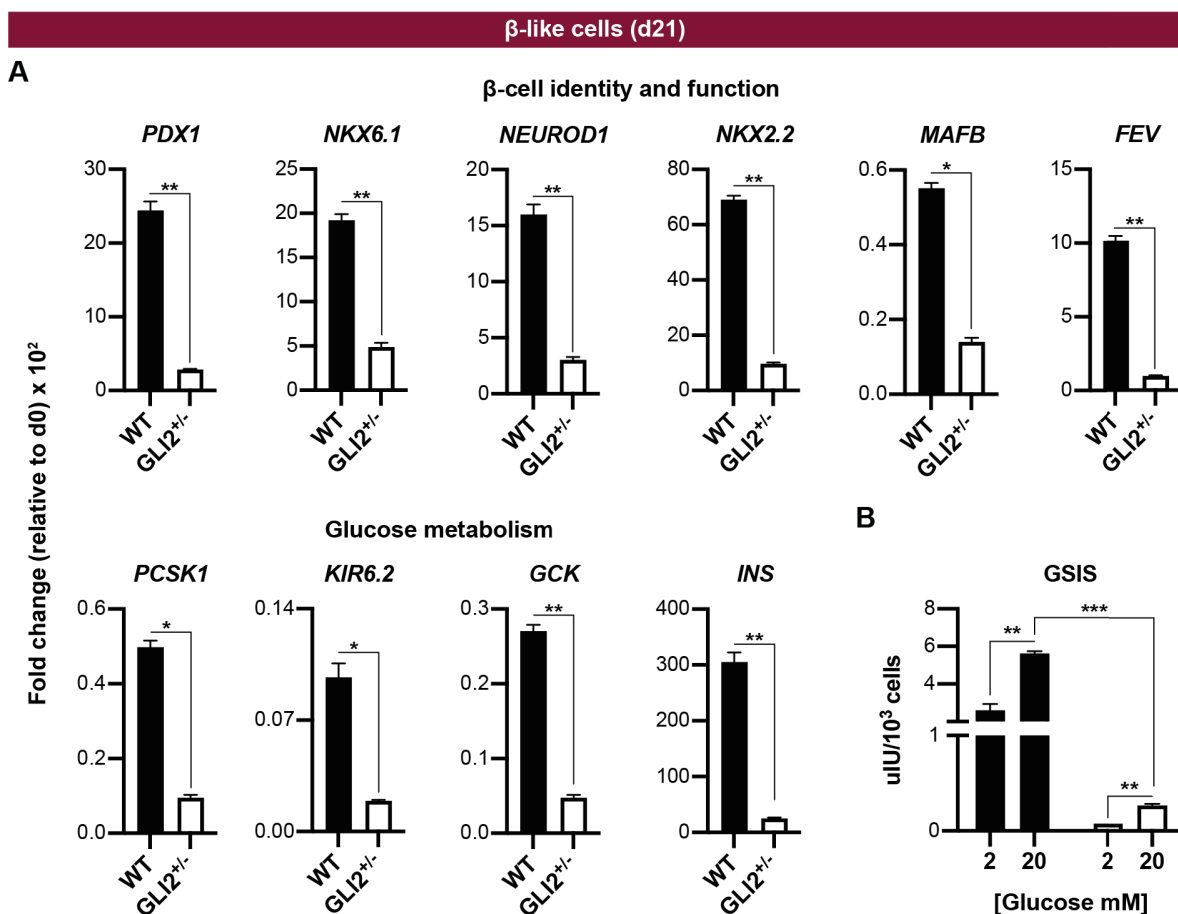 β-like cells (d21)
A
β-cell identity and function
PDX1 NKX6.1 NEUROD1 NKX2.2 MAFB FEV
30 25 20 80 0.6 15
** ** ** ** * **
20 15 60 0.4 10
20 15 10 40 0.2 5
10 10 5 20
5
0 0 0 0 0.0 0
WT GLI2+/- WT GLI2+/- WT GLI2+/- WT GLI2+/- WT GLI2+/- WT GLI2+/-
Fold change (relative to d0) x 10²
Glucose metabolism
PCSK1 KIR6.2 GCK INS
0.6 0.14 0.3 400
* * ** **
0.4 0.07 0.2 300
0.2 0.1 200
100
0.0 0.00 0.0 0
WT GLI2+/- WT GLI2+/- WT GLI2+/- WT GLI2+/-
B
GSIS
uIU/10³ cells
8
6
4
1
0
** *** **
2 20 2 20
[Glucose mM]